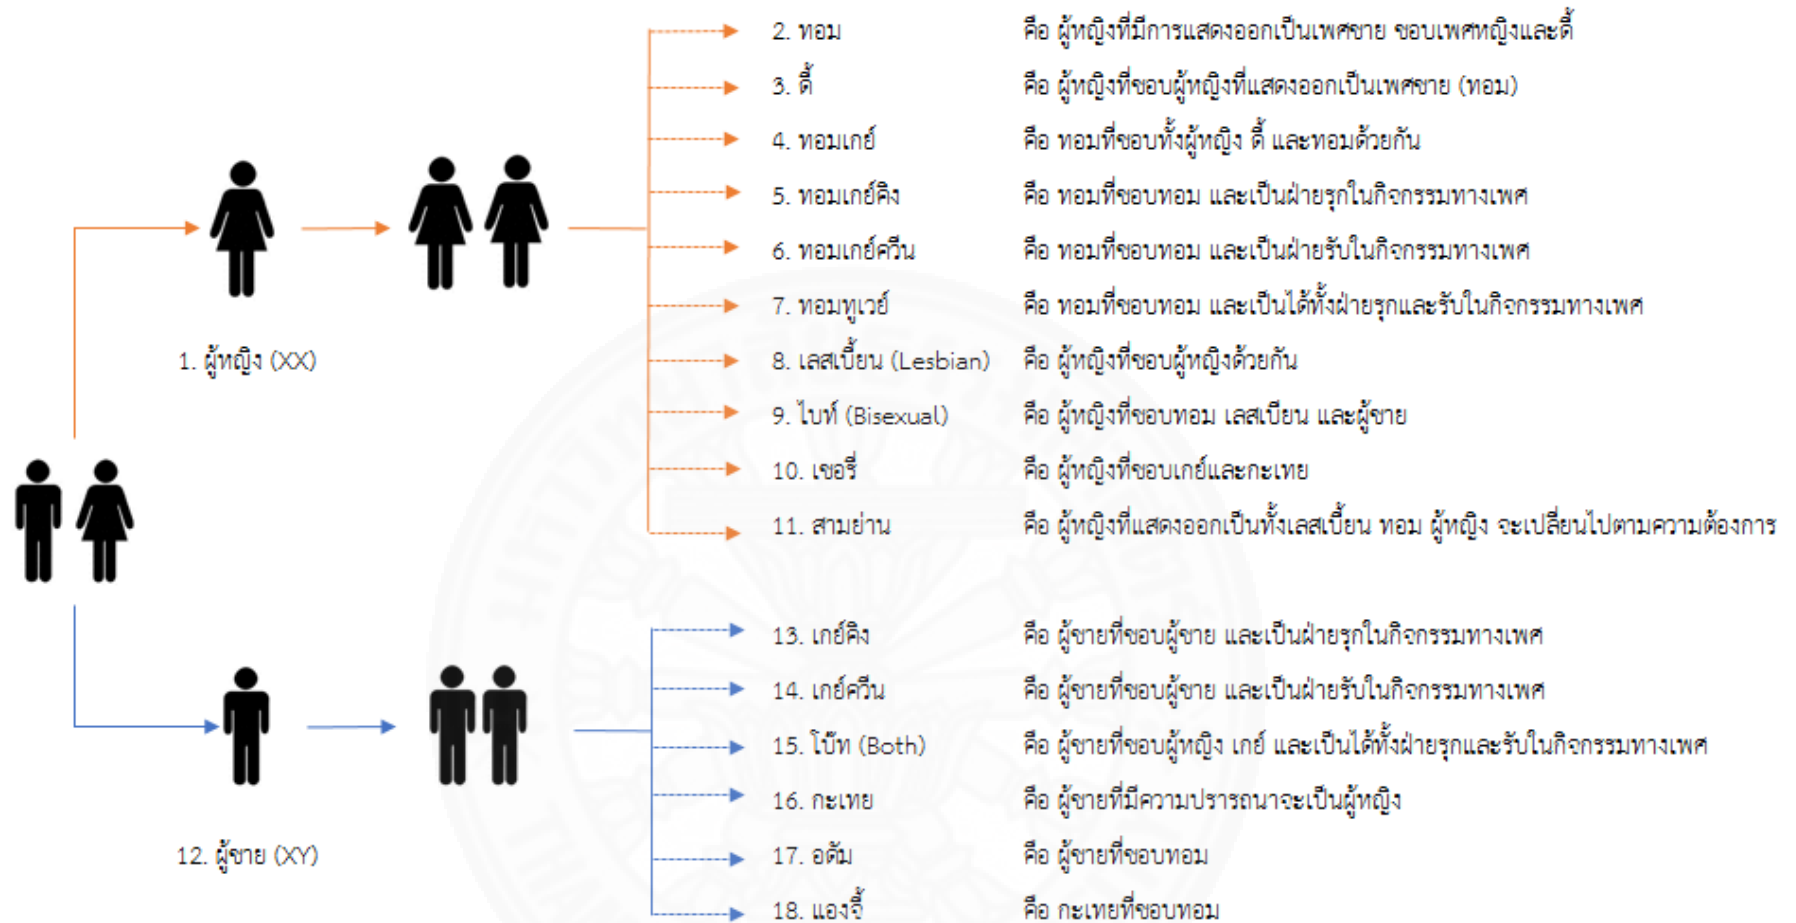 2. ทอม คือ ผู้หญิงที่มีการแสดงออกเป็นเพศชาย ชอบเพศหญิงและดี้
3. ดี้ คือ ผู้หญิงที่ชอบผู้หญิงที่แสดงออกเป็นเพศชาย (ทอม)
4. ทอมเกย์ คือ ทอมที่ชอบทั้งผู้หญิง ดี้ และทอมด้วยกัน
5. ทอมเกย์คิง คือ ทอมที่ชอบทอม และเป็นฝ่ายรุกในกิจกรรมทางเพศ
6. ทอมเกย์ควีน คือ ทอมที่ชอบทอม และเป็นฝ่ายรับในกิจกรรมทางเพศ
7. ทอมทูเวย์ คือ ทอมที่ชอบทอม และเป็นได้ทั้งฝ่ายรุกและรับในกิจกรรมทางเพศ
1. ผู้หญิง (XX)
8. เลสเบี้ยน (Lesbian) คือ ผู้หญิงที่ชอบผู้หญิงด้วยกัน
9. ไบท์ (Bisexual) คือ ผู้หญิงที่ชอบทอม เลสเบียน และผู้ชาย
10. เชอรี่ คือ ผู้หญิงที่ชอบเกย์และกะเทย
11. สามย่าน คือ ผู้หญิงที่แสดงออกเป็นทั้งเลสเบี้ยน ทอม ผู้หญิง จะเปลี่ยนไปตามความต้องการ
13. เกย์คิง คือ ผู้ชายที่ชอบผู้ชาย และเป็นฝ่ายรุกในกิจกรรมทางเพศ
14. เกย์ควีน คือ ผู้ชายที่ชอบผู้ชาย และเป็นฝ่ายรับในกิจกรรมทางเพศ
15. โบ๊ท (Both) คือ ผู้ชายที่ชอบผู้หญิง เกย์ และเป็นได้ทั้งฝ่ายรุกและรับในกิจกรรมทางเพศ
16. กะเทย คือ ผู้ชายที่มีความปรารถนาจะเป็นผู้หญิง
12. ผู้ชาย (XY)
17. อดัม คือ ผู้ชายที่ชอบทอม
18. แองจี้ คือ กะเทยที่ชอบทอม